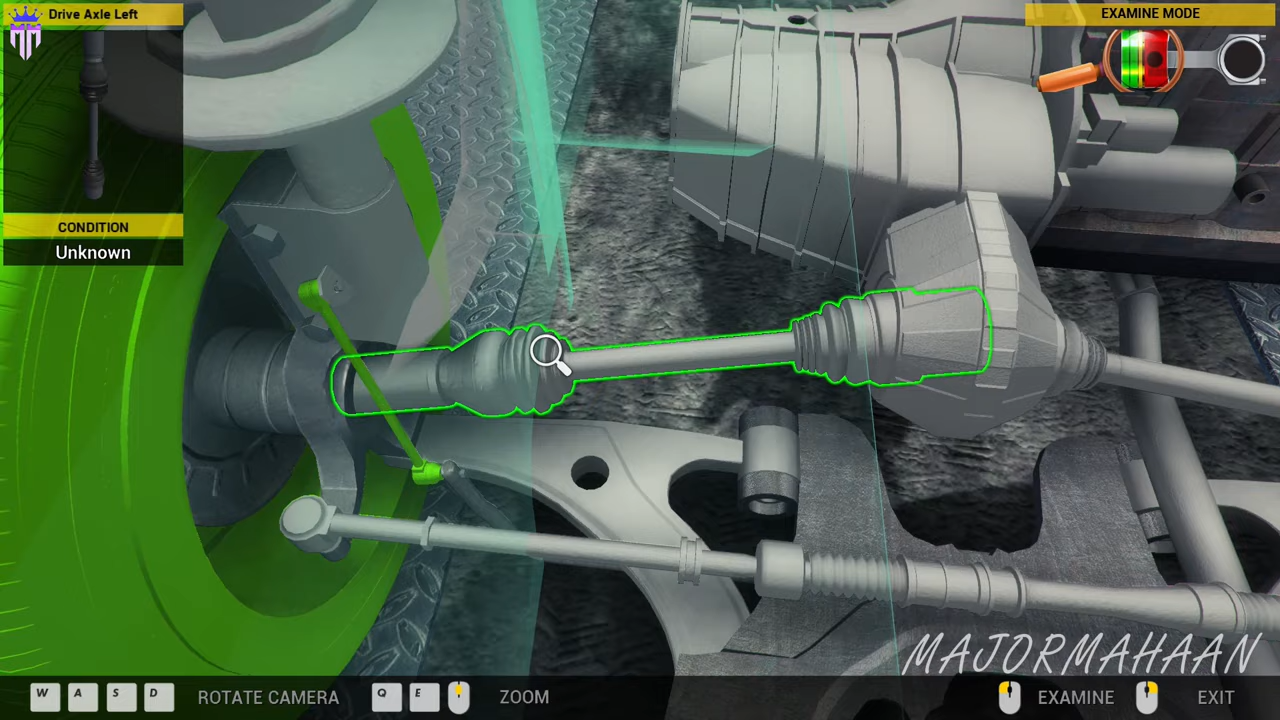 Drive Axle Left
EXAMINE MODE
CONDITION
Unknown
MAJORMAHAAN
W A S D ROTATE CAMERA Q E ZOOM EXAMINE EXIT